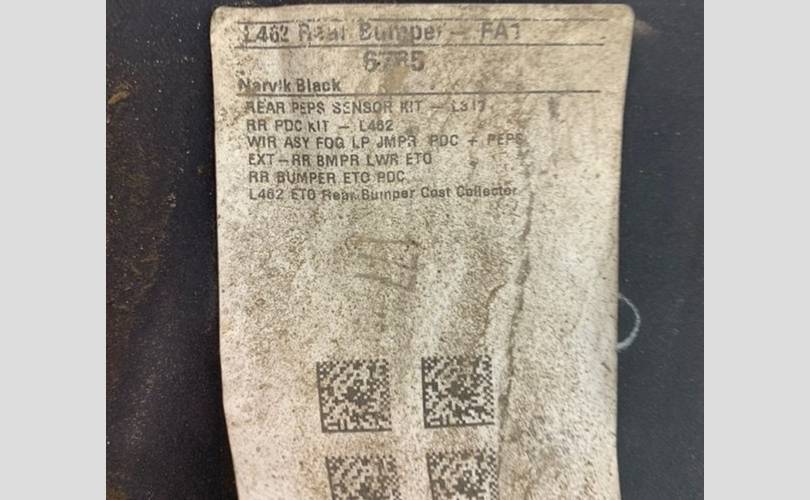 L462 Rear Bumper — FA1
6785
Narvik Black
REAR PEPS SENSOR KIT — L317
RR PDC KIT — L462
WIR ASY FOG LP JMPR PDC + PEPS
EXT-RR BMPR LWR ETO
RR BUMPER ETO PDC
L462 ETO Rear Bumper Cost Collector